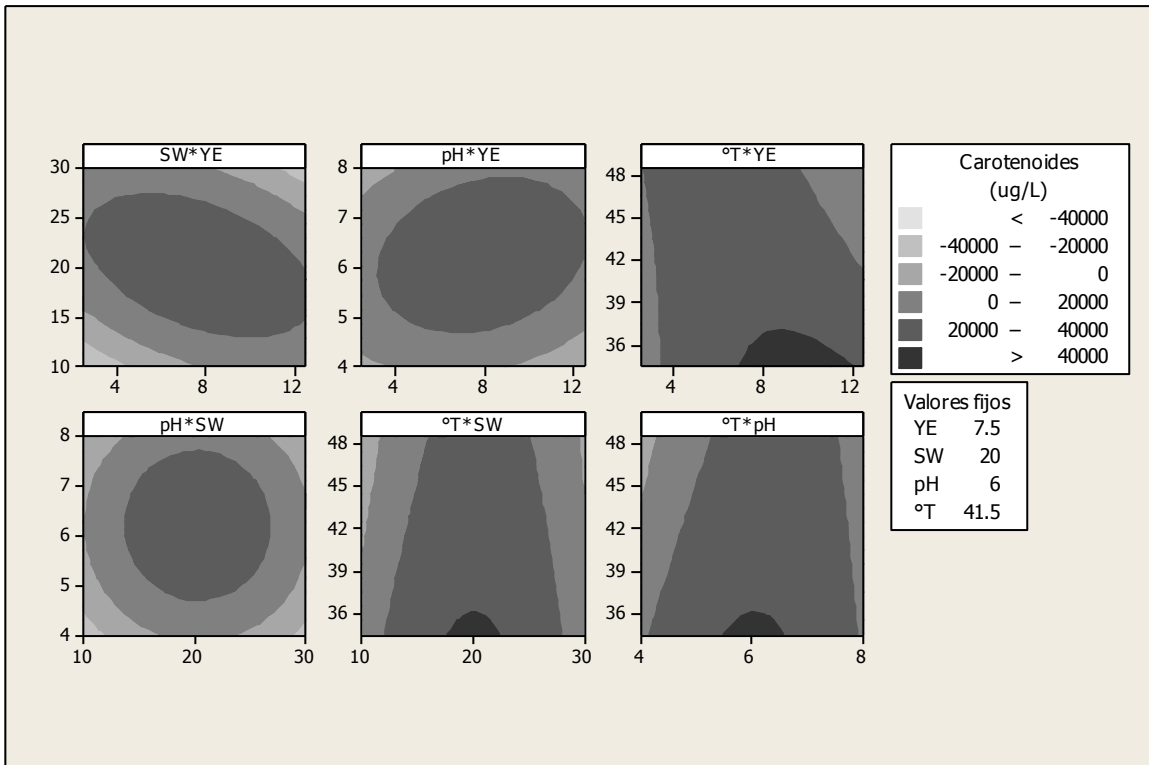 SW*YE
30
25
20
15
10
4 8 12
pH*YE
8
7
6
5
4
4 8 12
°T*YE
48
45
42
39
36
4 8 12
pH*SW
8
7
6
5
4
10 20 30
°T*SW
48
45
42
39
36
10 20 30
°T*pH
48
45
42
39
36
4 6 8
Carotenoides
(ug/L)
< -40000
-40000 – -20000
-20000 – 0
0 – 20000
20000 – 40000
> 40000
Valores fijos
YE 7.5
SW 20
pH 6
°T 41.5